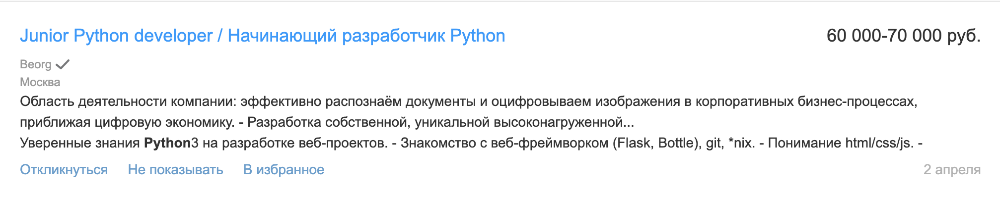 Junior Python developer / Начинающий разработчик Python
60 000-70 000 руб.
Beorg
Москва
Область деятельности компании: эффективно распознаём документы и оцифровываем изображения в корпоративных бизнес-процессах,
приближая цифровую экономику. - Разработка собственной, уникальной высоконагруженной...
Уверенные знания Python3 на разработке веб-проектов. - Знакомство с веб-фреймворком (Flask, Bottle), git, *nix. - Понимание html/css/js. -
Откликнуться Не показывать В избранное
2 апреля